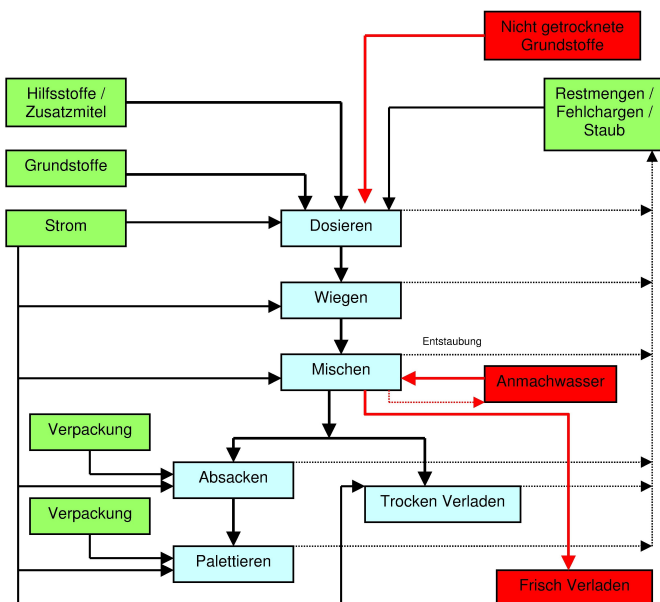 Nicht getrocknete
Grundstoffe
Hilfsstoffe /
Zusatzmitel
Restmengen /
Fehlchargen /
Staub
Grundstoffe
Strom
Dosieren
Wiegen
Entstaubung
Mischen
Anmachwasser
Verpackung
Absacken
Trocken Verladen
Verpackung
Palettieren
Frisch Verladen